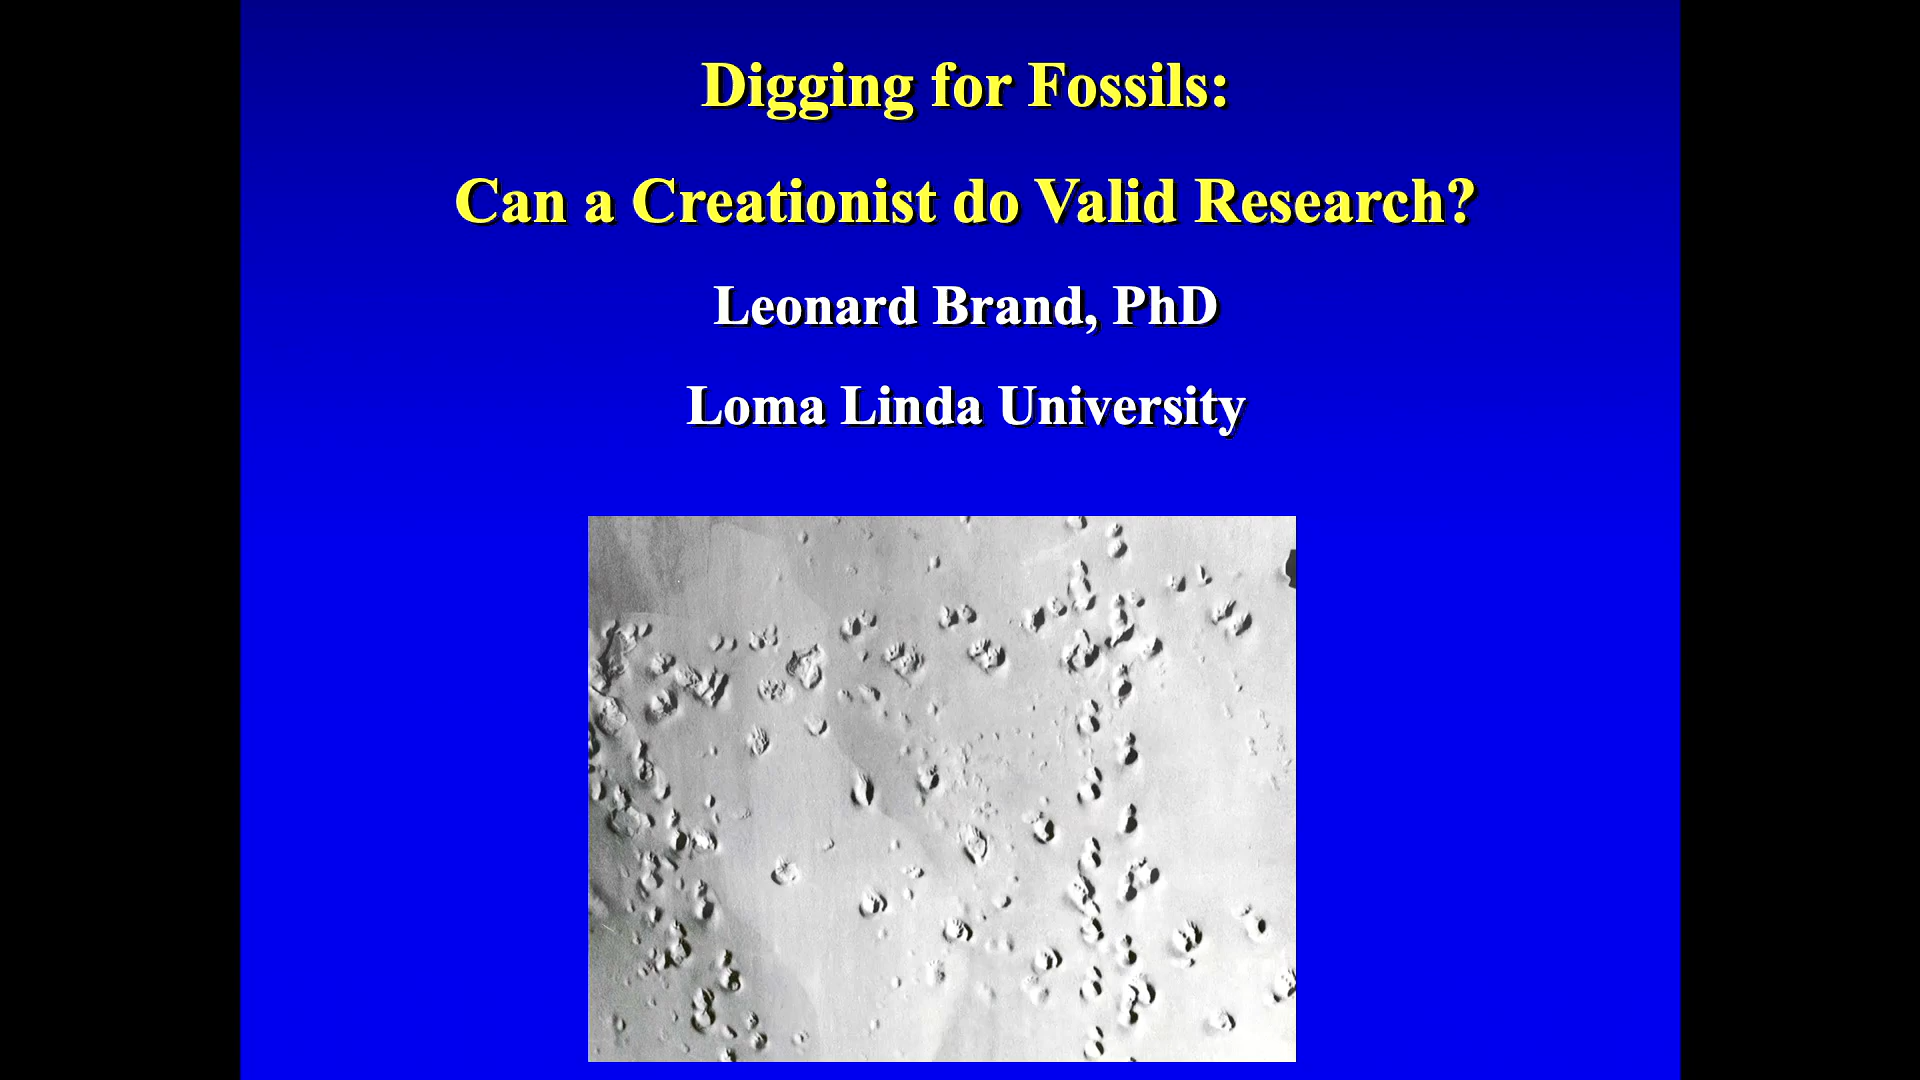 Digging for Fossils:
Can a Creationist do Valid Research?
Leonard Brand, PhD
Loma Linda University